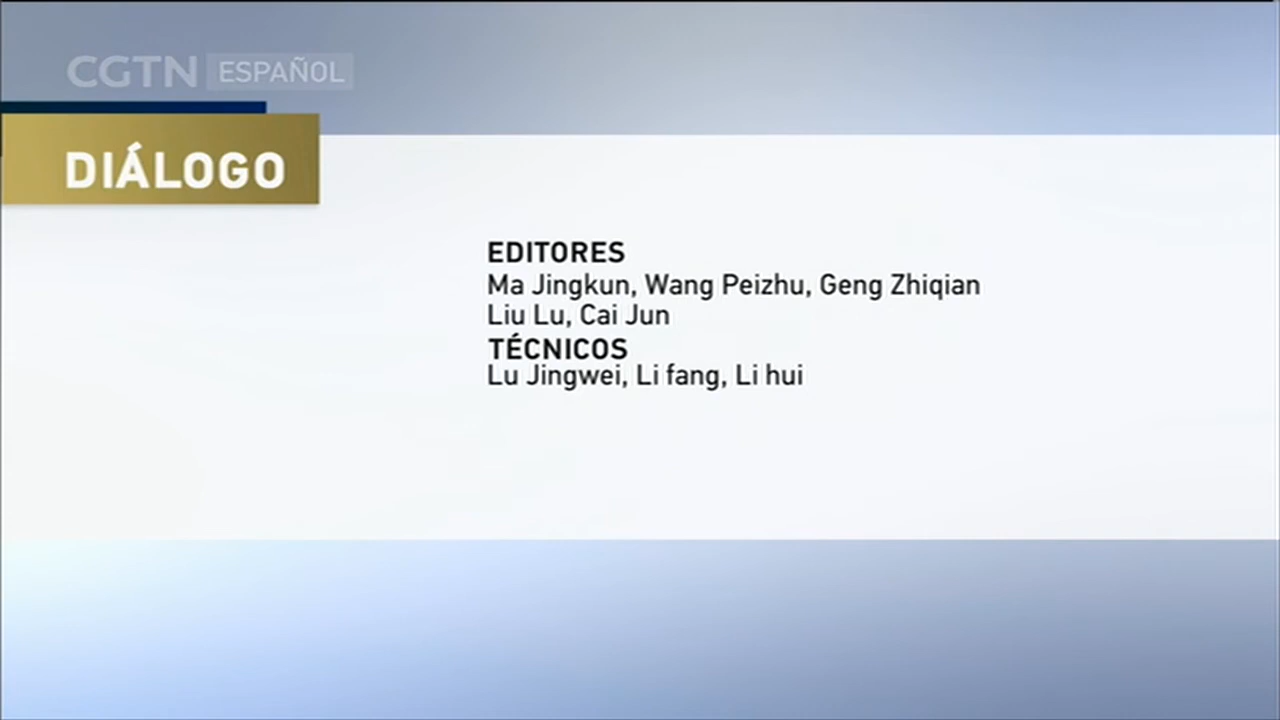 CGTN ESPAÑOL
DIÁLOGO
EDITORES
Ma Jingkun, Wang Peizhu, Geng Zhiqian
Liu Lu, Cai Jun
TÉCNICOS
Lu Jingwei, Li fang, Li hui